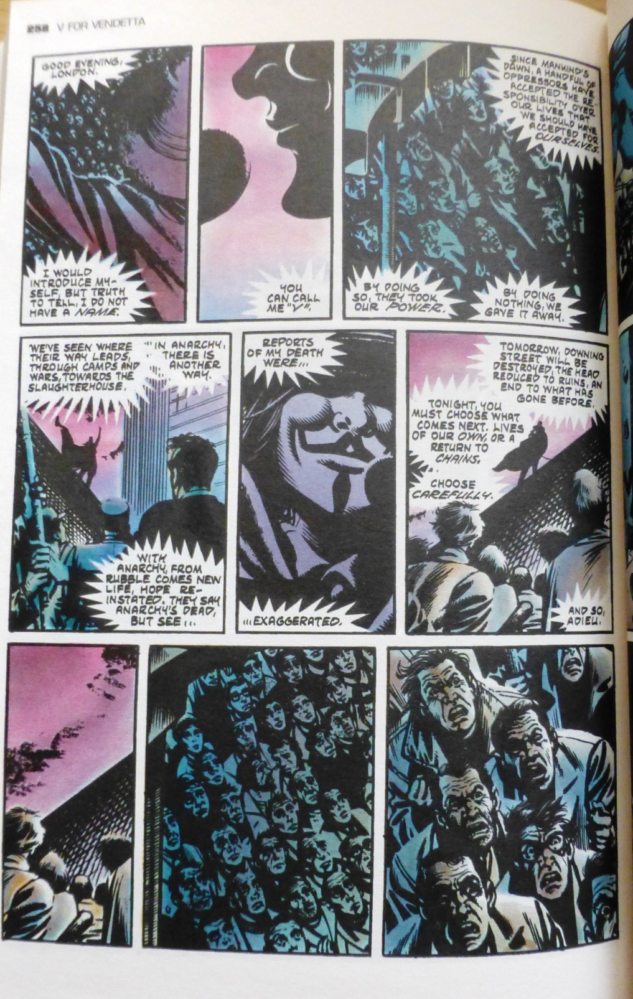 258 V FOR VENDETTA
GOOD EVENING,
LONDON.
I WOULD
INTRODUCE MY-
SELF, BUT TRUTH
TO TELL, I DO NOT
HAVE A NAME.
YOU
CAN CALL
ME "V".
SINCE MANKIND'S
DAWN, A HANDFUL OF
OPPRESSORS HAVE
ACCEPTED THE RE-
SPONSIBILITY OVER
OUR LIVES THAT
WE SHOULD HAVE
ACCEPTED FOR
OURSELVES.
BY DOING
SO, THEY TOOK
OUR POWER.
BY DOING
NOTHING, WE
GAVE IT AWAY.
WE'VE SEEN WHERE
THEIR WAY LEADS,
THROUGH CAMPS AND
WARS, TOWARDS THE
SLAUGHTERHOUSE.
IN ANARCHY,
THERE IS
ANOTHER
WAY.
WITH
ANARCHY, FROM
RUBBLE COMES NEW
LIFE, HOPE RE-
INSTATED. THEY SAY
ANARCHY'S DEAD,
BUT SEE...
REPORTS
OF MY DEATH
WERE...
...EXAGGERATED.
TOMORROW, DOWNING
STREET WILL BE
DESTROYED, THE HEAD
REDUCED TO RUINS, AN
END TO WHAT HAS
GONE BEFORE.
TONIGHT, YOU
MUST CHOOSE WHAT
COMES NEXT. LIVES
OF OUR OWN, OR A
RETURN TO
CHAINS.
CHOOSE
CAREFULLY.
AND SO,
ADIEU.